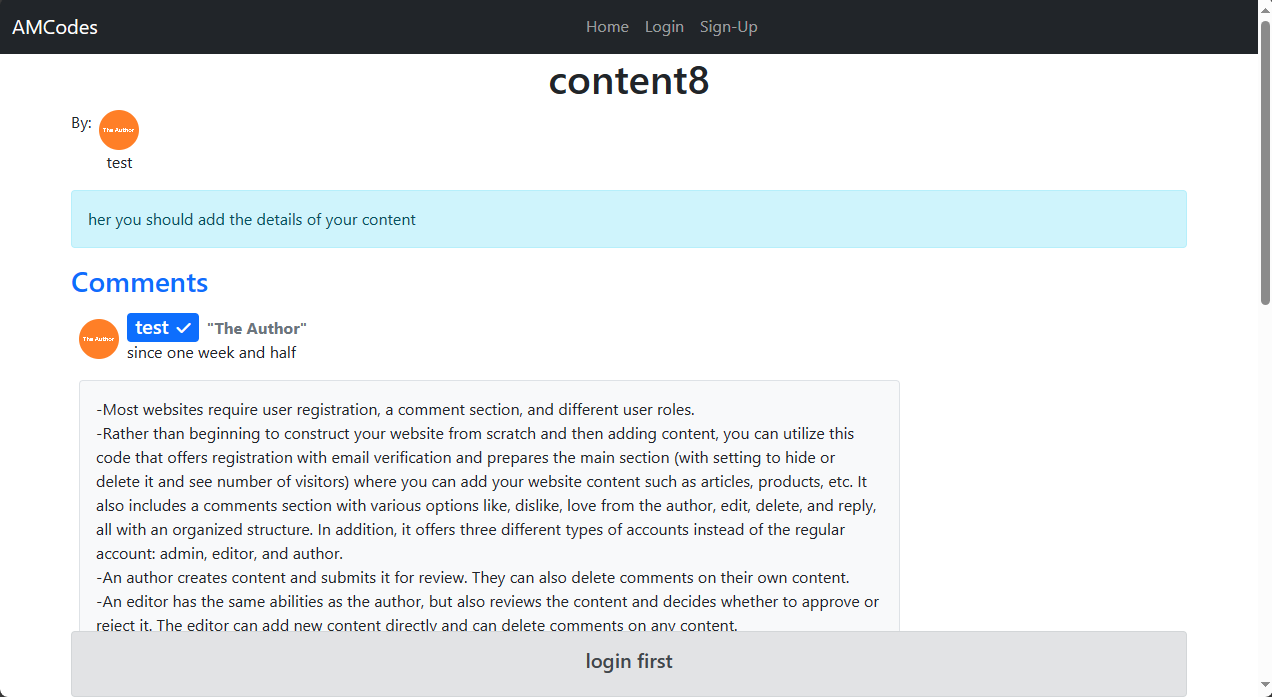 AMCodes
Home Login Sign-Up
content8
By:
The Author
test
her you should add the details of your content
Comments
The Author
test "The Author"
since one week and half
-Most websites require user registration, a comment section, and different user roles.
-Rather than beginning to construct your website from scratch and then adding content, you can utilize this
code that offers registration with email verification and prepares the main section (with setting to hide or
delete it and see number of visitors) where you can add your website content such as articles, products, etc. It
also includes a comments section with various options like, dislike, love from the author, edit, delete, and reply,
all with an organized structure. In addition, it offers three different types of accounts instead of the regular
account: admin, editor, and author.
-An author creates content and submits it for review. They can also delete comments on their own content.
-An editor has the same abilities as the author, but also reviews the content and decides whether to approve or
reject it. The editor can add new content directly and can delete comments on any content.
login first